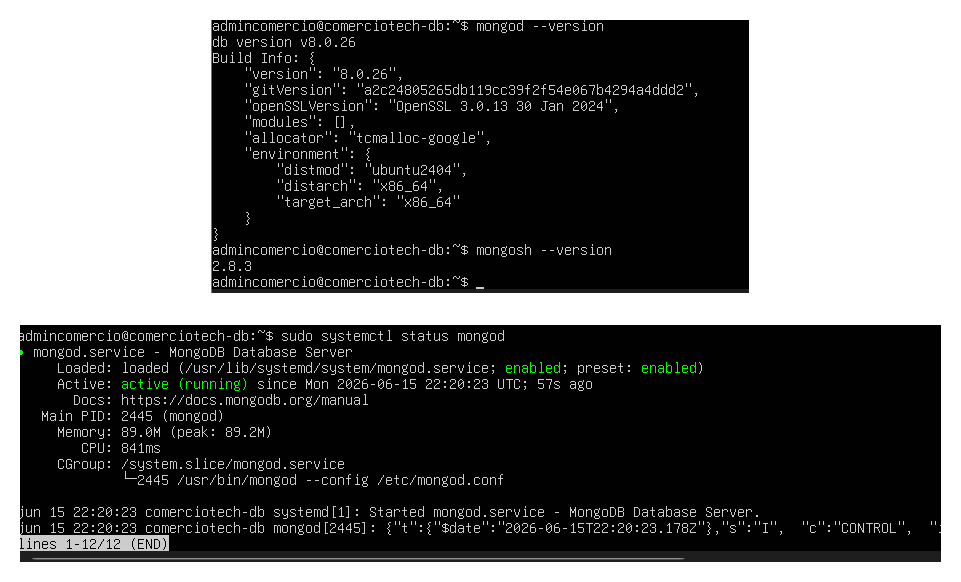 admincomercio@comerciotech-db:~$ mongod --version
db version v8.0.26
Build Info: {
    "version": "8.0.26",
    "gitVersion": "a2c24805265db119cc39f2f54e067b4294a4ddd2",
    "openSSLVersion": "OpenSSL 3.0.13 30 Jan 2024",
    "modules": [],
    "allocator": "tcmalloc-google",
    "environment": {
        "distmod": "ubuntu2404",
        "distarch": "x86_64",
        "target_arch": "x86_64"
    }
}
admincomercio@comerciotech-db:~$ mongosh --version
2.8.3
admincomercio@comerciotech-db:~$ _
admincomercio@comerciotech-db:~$ sudo systemctl status mongod
● mongod.service - MongoDB Database Server
     Loaded: loaded (/usr/lib/systemd/system/mongod.service; enabled; preset: enabled)
     Active: active (running) since Mon 2026-06-15 22:20:23 UTC; 57s ago
       Docs: https://docs.mongodb.org/manual
   Main PID: 2445 (mongod)
     Memory: 89.0M (peak: 89.2M)
        CPU: 841ms
     CGroup: /system.slice/mongod.service
             └─2445 /usr/bin/mongod --config /etc/mongod.conf
jun 15 22:20:23 comerciotech-db systemd[1]: Started mongod.service - MongoDB Database Server.
jun 15 22:20:23 comerciotech-db mongod[2445]: {"t":{"$date":"2026-06-15T22:20:23.178Z"},"s":"I",  "c":"CONTROL",  "
lines 1-12/12 (END)